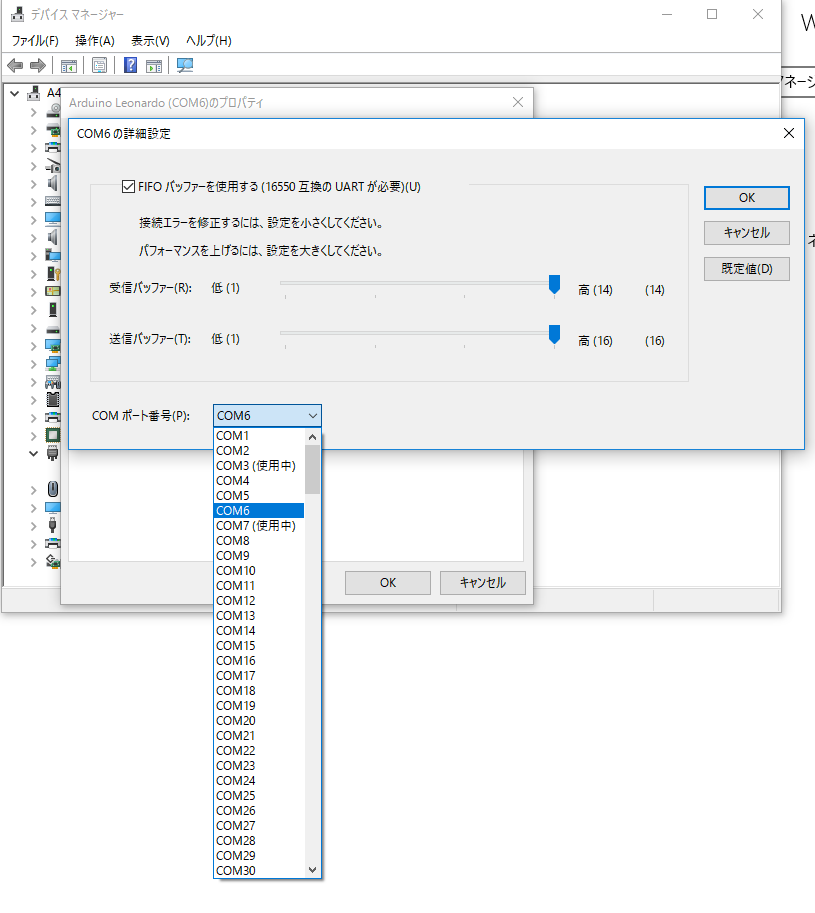 デバイス マネージャー
W
ファイル(F) 操作(A) 表示(V) ヘルプ(H)
A4
Arduino Leonardo (COM6)のプロパティ
COM6 の詳細設定
FIFO バッファーを使用する (16550 互換の UART が必要)(U)
接続エラーを修正するには、設定を小さくしてください。
パフォーマンスを上げるには、設定を大きくしてください。
受信バッファー(R): 低 (1) 高 (14) (14)
送信バッファー(T): 低 (1) 高 (16) (16)
OK
キャンセル
既定値(D)
COM ポート番号(P): COM6
COM1
COM2
COM3 (使用中)
COM4
COM5
COM6
COM7 (使用中)
COM8
COM9
COM10
COM11
COM12
COM13
COM14
COM15
COM16
COM17
COM18
COM19
COM20
COM21
COM22
COM23
COM24
COM25
COM26
COM27
COM28
COM29
COM30
OK キャンセル